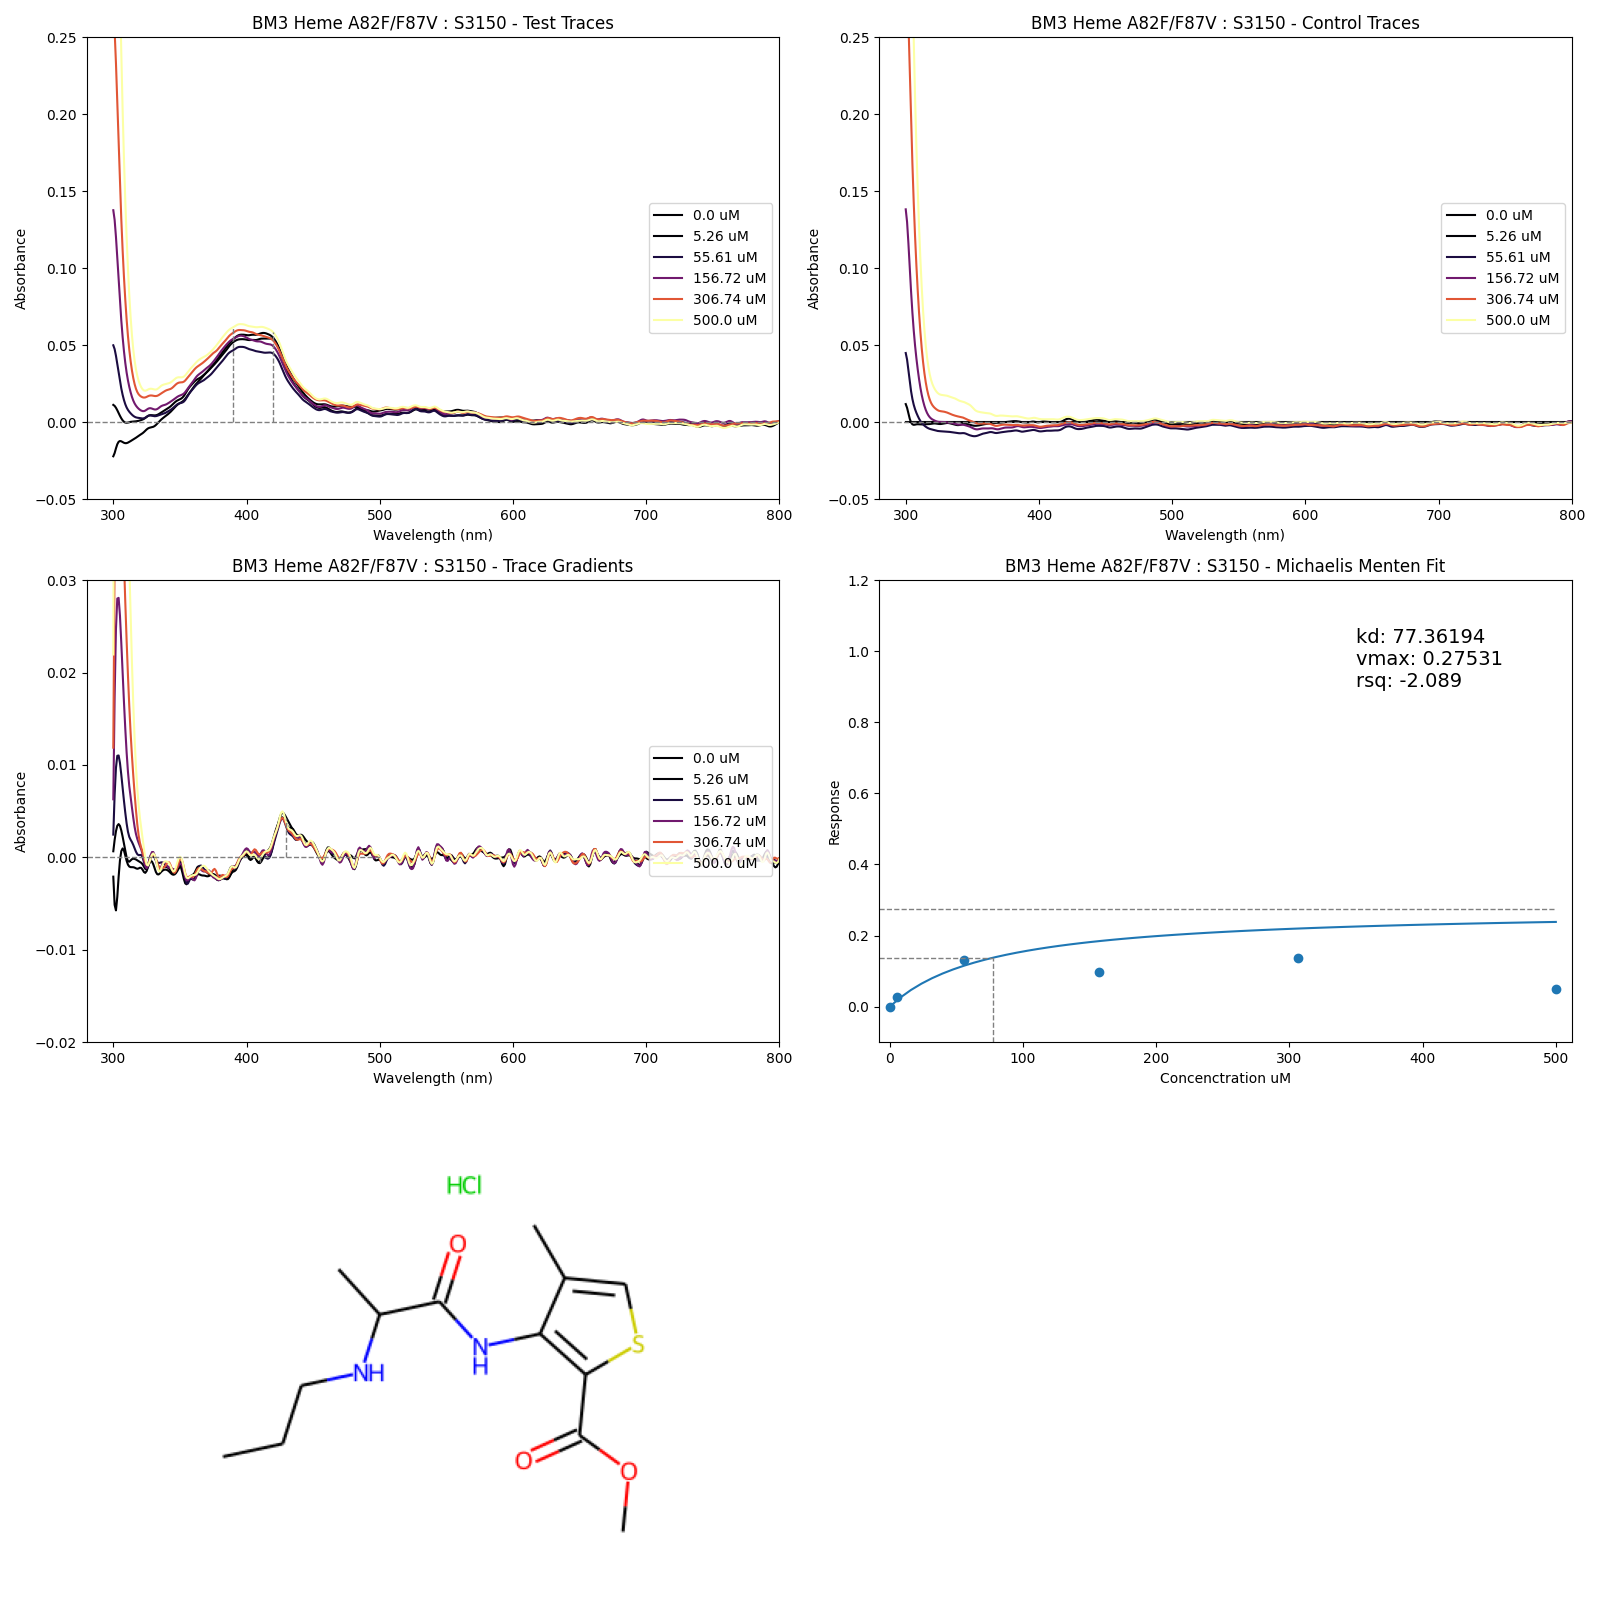 BM3 Heme A82F/F87V : S3150 - Test Traces
0.25
0.20
0.15
0.10
0.05
0.00
−0.05
Absorbance
300 400 500 600 700 800
Wavelength (nm)
0.0 uM
5.26 uM
55.61 uM
156.72 uM
306.74 uM
500.0 uM
BM3 Heme A82F/F87V : S3150 - Control Traces
0.25
0.20
0.15
0.10
0.05
0.00
−0.05
Absorbance
300 400 500 600 700 800
Wavelength (nm)
0.0 uM
5.26 uM
55.61 uM
156.72 uM
306.74 uM
500.0 uM
BM3 Heme A82F/F87V : S3150 - Trace Gradients
0.03
0.02
0.01
0.00
−0.01
−0.02
Absorbance
300 400 500 600 700 800
Wavelength (nm)
0.0 uM
5.26 uM
55.61 uM
156.72 uM
306.74 uM
500.0 uM
BM3 Heme A82F/F87V : S3150 - Michaelis Menten Fit
1.2
1.0
0.8
0.6
0.4
0.2
0.0
Response
0 100 200 300 400 500
Concenctration uM
kd: 77.36194
vmax: 0.27531
rsq: -2.089
HCl
O
S
N
H
NH
O
O